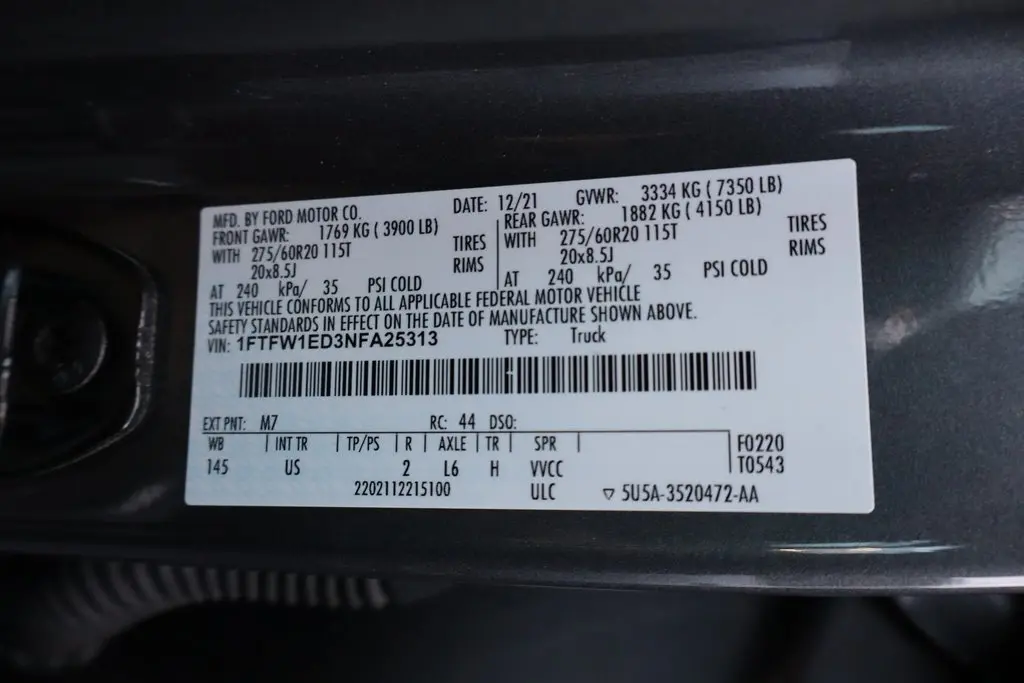 MFD. BY FORD MOTOR CO. DATE: 12/21 GVWR: 3334 KG ( 7350 LB)
FRONT GAWR: 1769 KG ( 3900 LB) REAR GAWR: 1882 KG ( 4150 LB)
WITH 275/60R20 115T TIRES WITH 275/60R20 115T TIRES
20x8.5J RIMS 20x8.5J RIMS
AT 240 kPa/ 35 PSI COLD AT 240 kPa/ 35 PSI COLD
THIS VEHICLE CONFORMS TO ALL APPLICABLE FEDERAL MOTOR VEHICLE
SAFETY STANDARDS IN EFFECT ON THE DATE OF MANUFACTURE SHOWN ABOVE.
VIN: 1FTFW1ED3NFA25313 TYPE: Truck
EXT PNT: M7 RC: 44 DSO:
WB INT TR TP/PS R AXLE TR SPR F0220
145 US 2 L6 H VVCC T0543
2202112215100 ULC ▽ 5U5A-3520472-AA